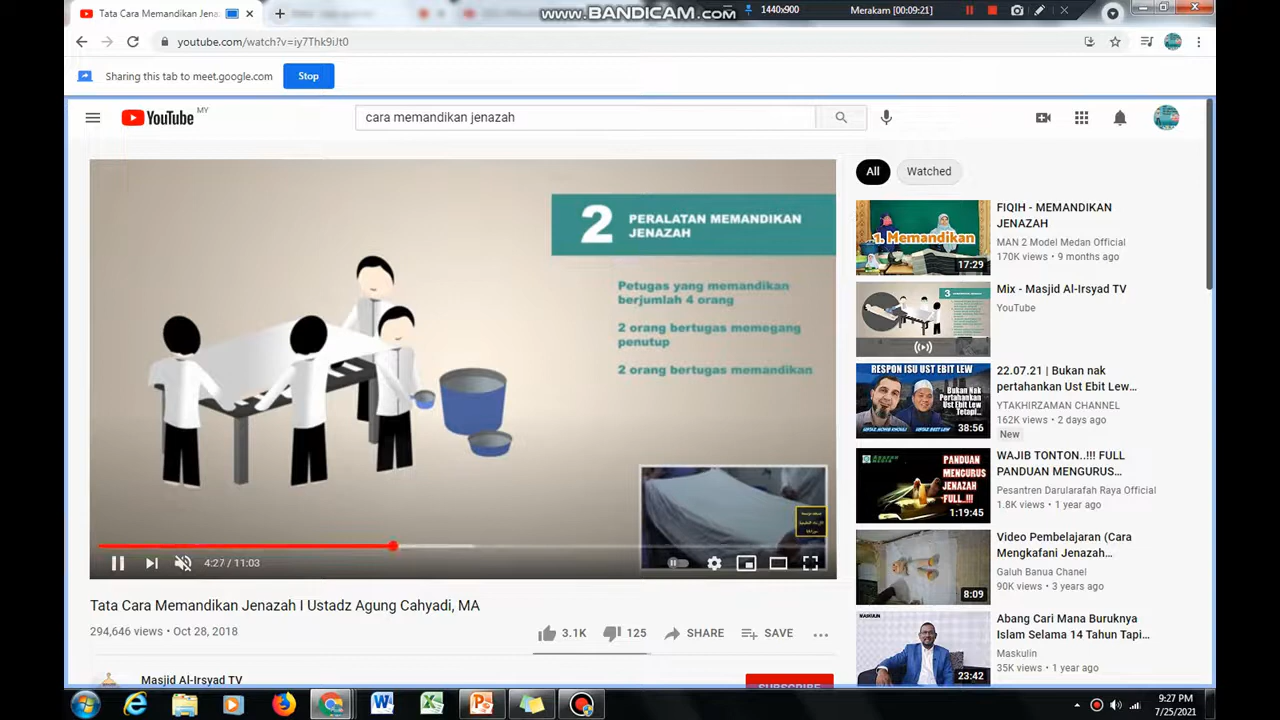 Tata Cara Memandikan Jena
WWW.BANDICAM.COM
1440x900
Merakam [00:09:21]
youtube.com/watch?v=iy7Thk9iJt0
Sharing this tab to meet.google.com
Stop
YouTube
MY
cara memandikan jenazah
All
Watched
2
PERALATAN MEMANDIKAN
JENAZAH
Petugas yang memandikan
berjumlah 4 orang
2 orang bertugas memegang
penutup
2 orang bertugas memandikan
4:27 / 11:03
Tata Cara Memandikan Jenazah I Ustadz Agung Cahyadi, MA
294,646 views • Oct 28, 2018
3.1K
125
SHARE
SAVE
Masjid Al-Irsyad TV
SUBSCRIBE
1. Memandikan
17:29
FIQIH - MEMANDIKAN
JENAZAH
MAN 2 Model Medan Official
170K views • 9 months ago
3
Mix - Masjid Al-Irsyad TV
YouTube
RESPON ISU UST EBIT LEW
Bukan Nak
Pertahankan
Ust Ebit Lew
Tetapi...
38:56
22.07.21 | Bukan nak
pertahankan Ust Ebit Lew...
YTAKHIRZAMAN CHANNEL
162K views • 2 days ago
New
PANDUAN
MENGURUS
JENAZAH
FULL..!!!
1:19:45
WAJIB TONTON..!!! FULL
PANDUAN MENGURUS...
Pesantren Darularafah Raya Official
1.8K views • 1 year ago
8:09
Video Pembelajaran (Cara
Mengkafani Jenazah...
Galuh Banua Chanel
90K views • 3 years ago
23:42
Abang Cari Mana Buruknya
Islam Selama 14 Tahun Tapi...
Maskulin
35K views • 1 year ago
9:27 PM
7/25/2021